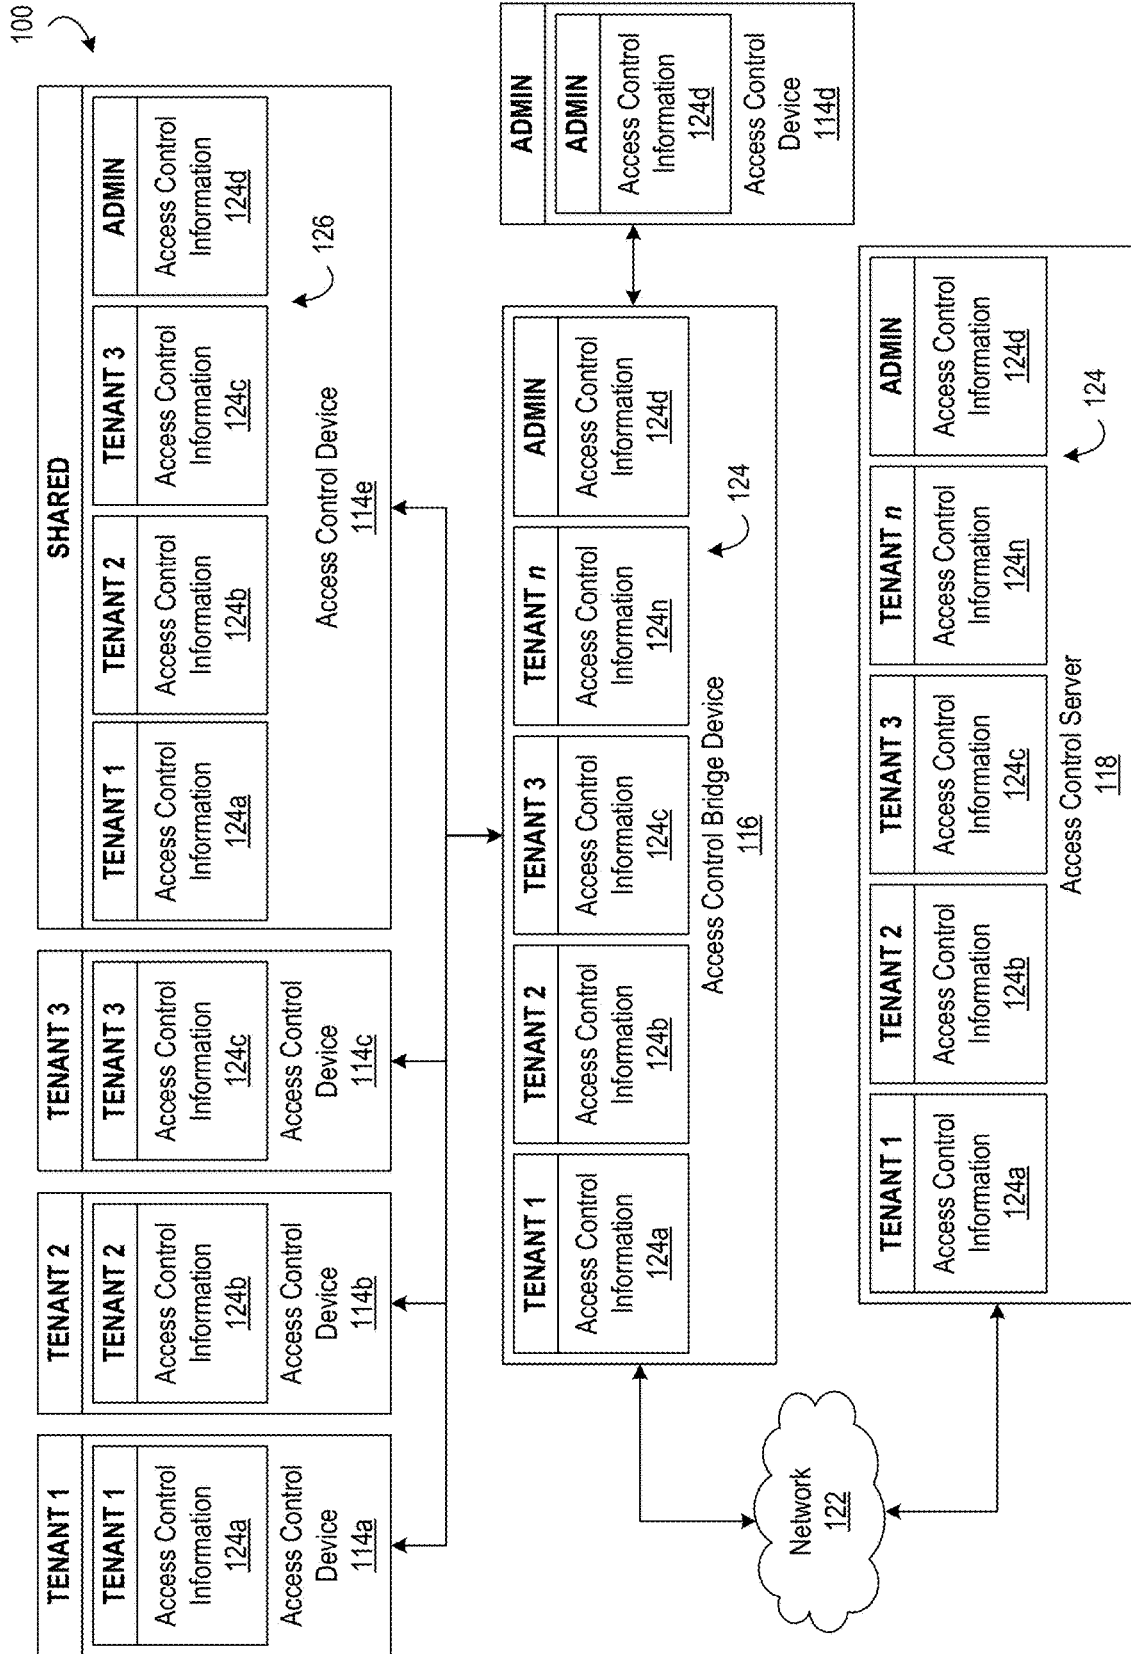 100
TENANT 1
TENANT 1
Access Control
Information
124a
Access Control
Device
114a
TENANT 2
TENANT 2
Access Control
Information
124b
Access Control
Device
114b
TENANT 3
TENANT 3
Access Control
Information
124c
Access Control
Device
114c
SHARED
TENANT 1
Access Control
Information
124a
TENANT 2
Access Control
Information
124b
TENANT 3
Access Control
Information
124c
ADMIN
Access Control
Information
124d
126
Access Control Device
114e
TENANT 1
Access Control
Information
124a
TENANT 2
Access Control
Information
124b
TENANT 3
Access Control
Information
124c
TENANT n
Access Control
Information
124n
ADMIN
Access Control
Information
124d
124
Access Control Bridge Device
116
ADMIN
ADMIN
Access Control
Information
124d
Access Control
Device
114d
Network
122
TENANT 1
Access Control
Information
124a
TENANT 2
Access Control
Information
124b
TENANT 3
Access Control
Information
124c
TENANT n
Access Control
Information
124n
ADMIN
Access Control
Information
124d
124
Access Control Server
118